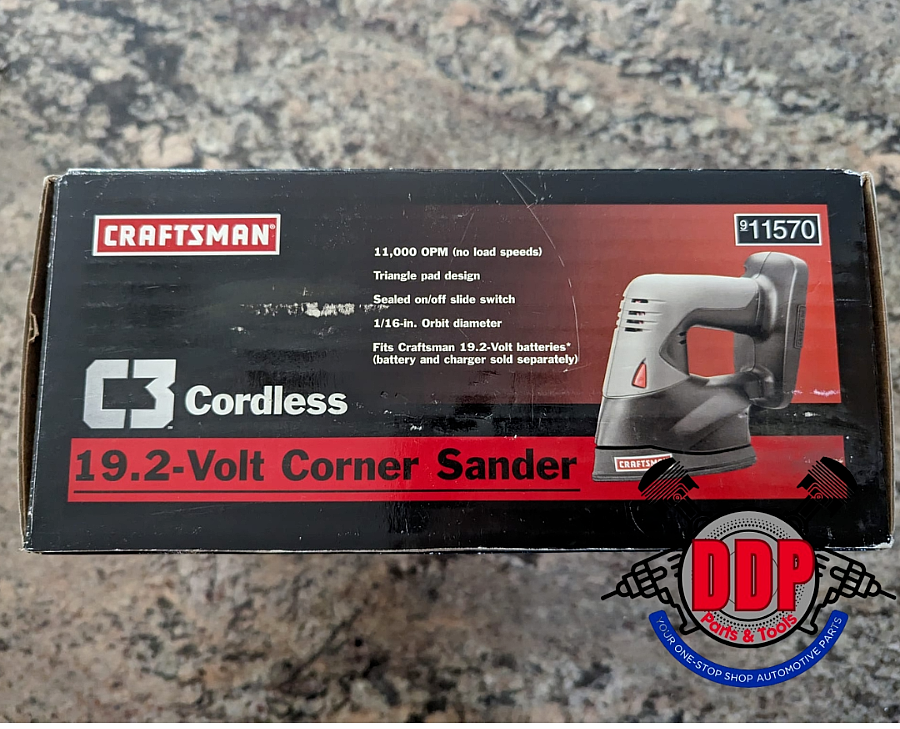 CRAFTSMAN®
911570
11,000 OPM (no load speeds)
Triangle pad design
Sealed on/off slide switch
1/16-in. Orbit diameter
Fits Craftsman 19.2-Volt batteries*
(battery and charger sold separately)
C3™ Cordless
19.2-Volt Corner Sander
CRAFTSMAN
DDP
Parts & Tools
YOUR ONE-STOP SHOP AUTOMOTIVE PARTS